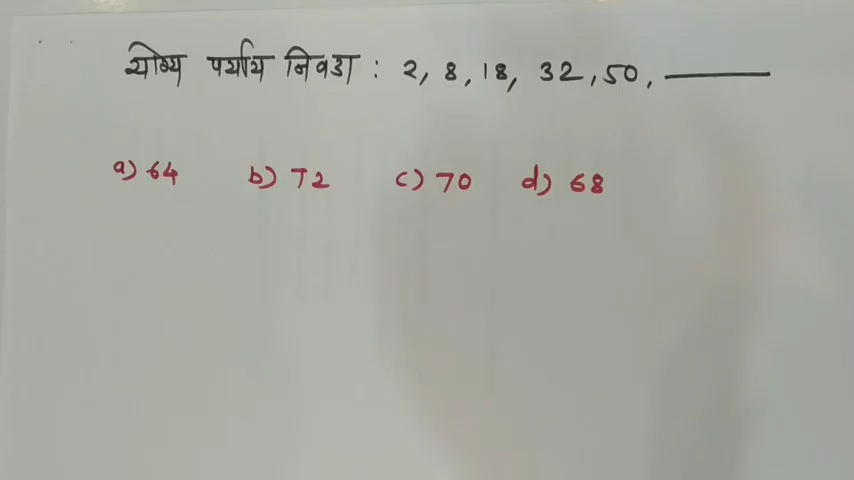 योग्य पर्याय निवडा : 2, 8, 18, 32, 50, ______
a) 64 b) 72 c) 70 d) 68